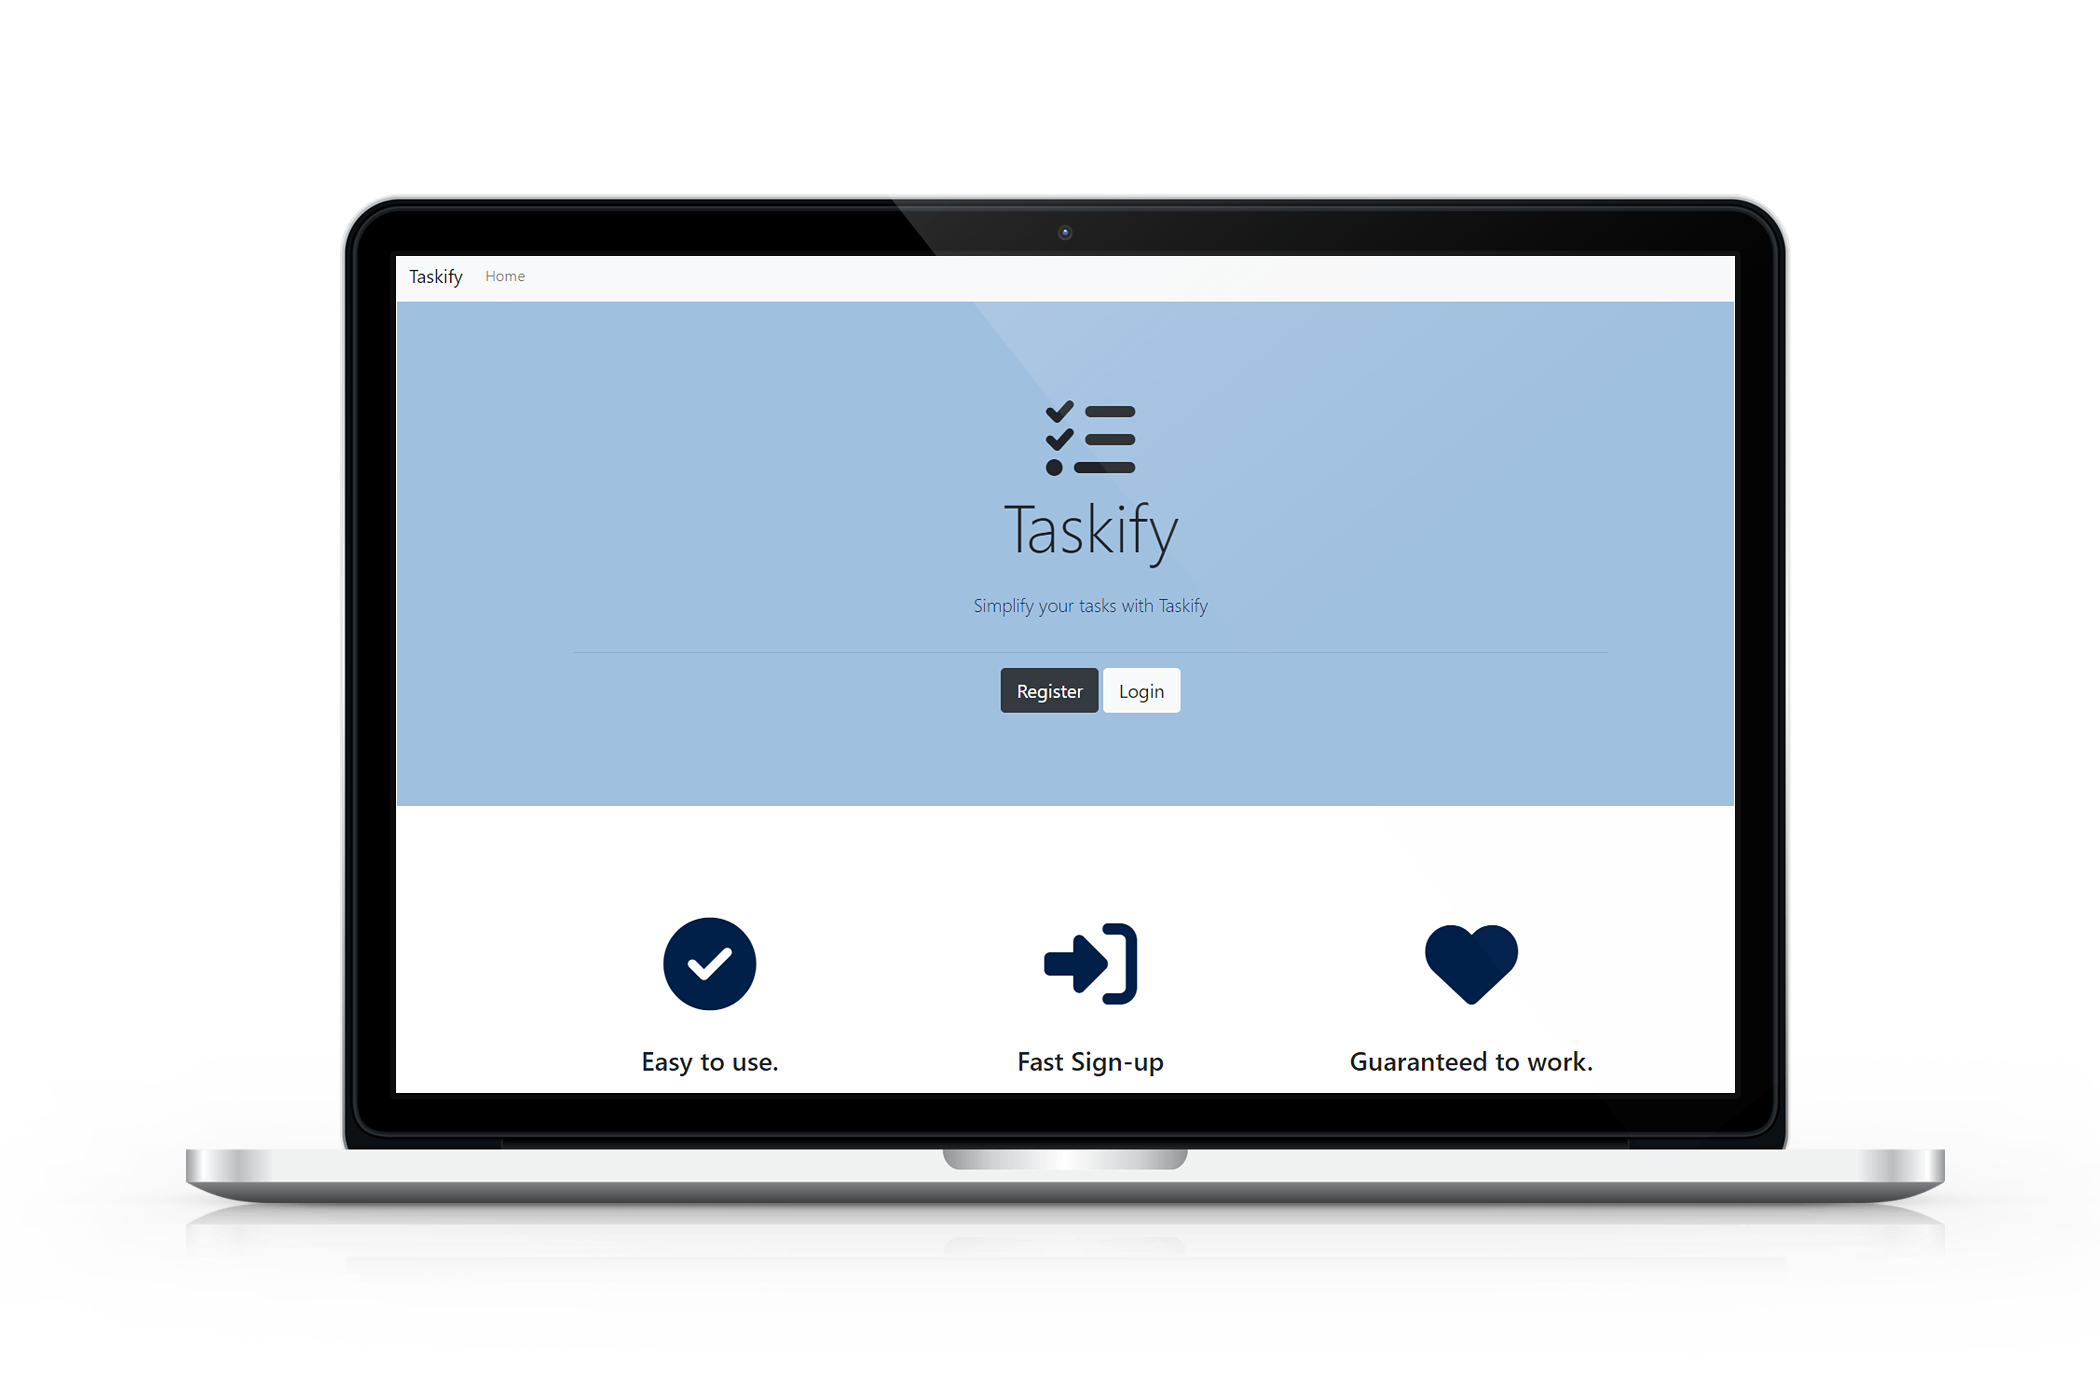 Taskify Home
Taskify
Simplify your tasks with Taskify
Register Login
Easy to use. Fast Sign-up Guaranteed to work.